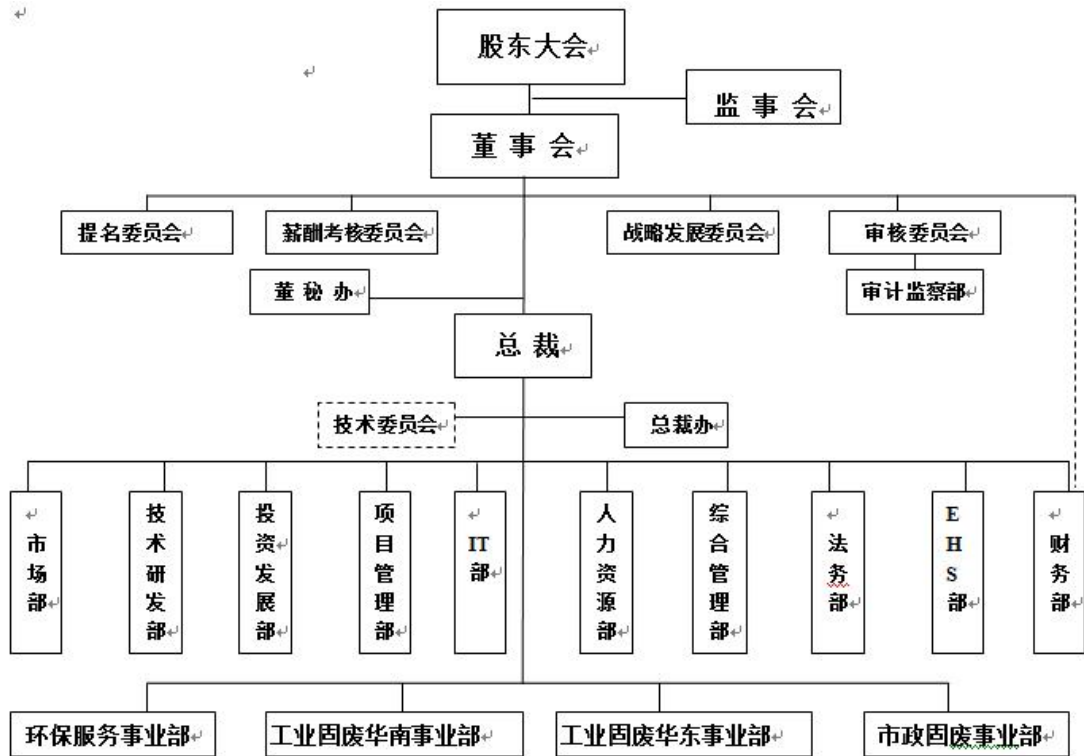 股东大会
监 事 会
董 事 会
提名委员会
薪酬考核委员会
战略发展委员会
审核委员会
董 秘 办
审计监察部
总 裁
技术委员会
总裁办
市场部
技术研发部
投资发展部
项目管理部
IT部
人力资源部
综合管理部
法务部
EHS部
财务部
环保服务事业部
工业固废华南事业部
工业固废华东事业部
市政固废事业部